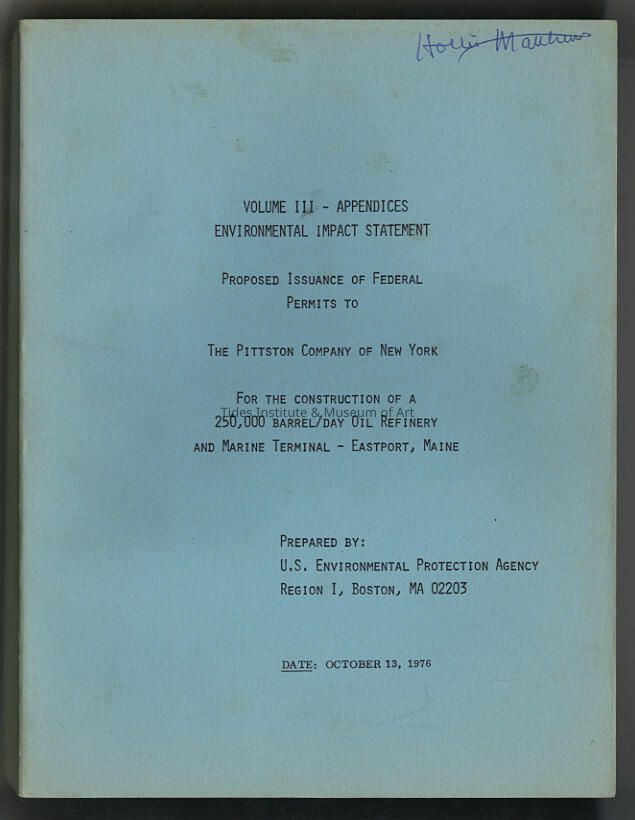 Hollis Matthews
VOLUME III - APPENDICES
ENVIRONMENTAL IMPACT STATEMENT
PROPOSED ISSUANCE OF FEDERAL
PERMITS TO
THE PITTSTON COMPANY OF NEW YORK
FOR THE CONSTRUCTION OF A
Tides Institute & Museum of Art
250,000 BARREL/DAY OIL REFINERY
AND MARINE TERMINAL - EASTPORT, MAINE
PREPARED BY:
U.S. ENVIRONMENTAL PROTECTION AGENCY
REGION I, BOSTON, MA 02203
DATE: OCTOBER 13, 1976